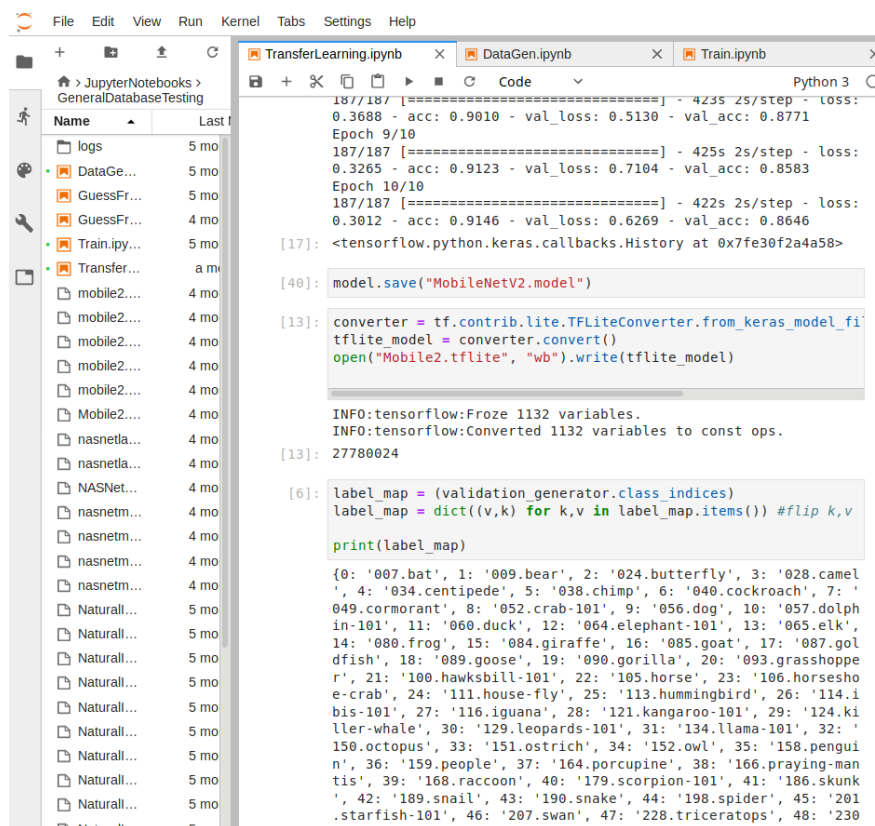 File Edit View Run Kernel Tabs Settings Help
TransferLearning.ipynb
DataGen.ipynb
Train.ipynb
> JupyterNotebooks >
GeneralDatabaseTesting
Code
Python 3
Name
Last
logs 5 mo
DataGe… 5 mo
GuessFr… 5 mo
GuessFr… 4 mo
Train.ipy… 5 mo
Transfer… a mo
mobile2.… 4 mo
mobile2.… 4 mo
mobile2.… 4 mo
mobile2.… 4 mo
mobile2.… 4 mo
Mobile2.… 4 mo
nasnetla… 4 mo
nasnetla… 4 mo
NASNet… 4 mo
nasnetm… 4 mo
nasnetm… 4 mo
nasnetm… 4 mo
nasnetm… 4 mo
NaturalI… 5 mo
NaturalI… 5 mo
NaturalI… 5 mo
NaturalI… 5 mo
NaturalI… 5 mo
NaturalI… 5 mo
NaturalI… 5 mo
NaturalI… 5 mo
NaturalI… 5 mo
187/187 [==============================] - 423s 2s/step - loss:
0.3688 - acc: 0.9010 - val_loss: 0.5130 - val_acc: 0.8771
Epoch 9/10
187/187 [==============================] - 425s 2s/step - loss:
0.3265 - acc: 0.9123 - val_loss: 0.7104 - val_acc: 0.8583
Epoch 10/10
187/187 [==============================] - 422s 2s/step - loss:
0.3012 - acc: 0.9146 - val_loss: 0.6269 - val_acc: 0.8646
[17]: <tensorflow.python.keras.callbacks.History at 0x7fe30f2a4a58>
[40]: model.save("MobileNetV2.model")
[13]: converter = tf.contrib.lite.TFLiteConverter.from_keras_model_fi
tflite_model = converter.convert()
open("Mobile2.tflite", "wb").write(tflite_model)
INFO:tensorflow:Froze 1132 variables.
INFO:tensorflow:Converted 1132 variables to const ops.
[13]: 27780024
[6]: label_map = (validation_generator.class_indices)
label_map = dict((v,k) for k,v in label_map.items()) #flip k,v
print(label_map)
{0: '007.bat', 1: '009.bear', 2: '024.butterfly', 3: '028.camel
', 4: '034.centipede', 5: '038.chimp', 6: '040.cockroach', 7: '
049.cormorant', 8: '052.crab-101', 9: '056.dog', 10: '057.dolph
in-101', 11: '060.duck', 12: '064.elephant-101', 13: '065.elk',
14: '080.frog', 15: '084.giraffe', 16: '085.goat', 17: '087.gol
dfish', 18: '089.goose', 19: '090.gorilla', 20: '093.grasshoppe
r', 21: '100.hawksbill-101', 22: '105.horse', 23: '106.horsesho
e-crab', 24: '111.house-fly', 25: '113.hummingbird', 26: '114.i
bis-101', 27: '116.iguana', 28: '121.kangaroo-101', 29: '124.ki
ller-whale', 30: '129.leopards-101', 31: '134.llama-101', 32: '
150.octopus', 33: '151.ostrich', 34: '152.owl', 35: '158.pengui
n', 36: '159.people', 37: '164.porcupine', 38: '166.praying-man
tis', 39: '168.raccoon', 40: '179.scorpion-101', 41: '186.skunk
', 42: '189.snail', 43: '190.snake', 44: '198.spider', 45: '201
.starfish-101', 46: '207.swan', 47: '228.triceratops', 48: '230